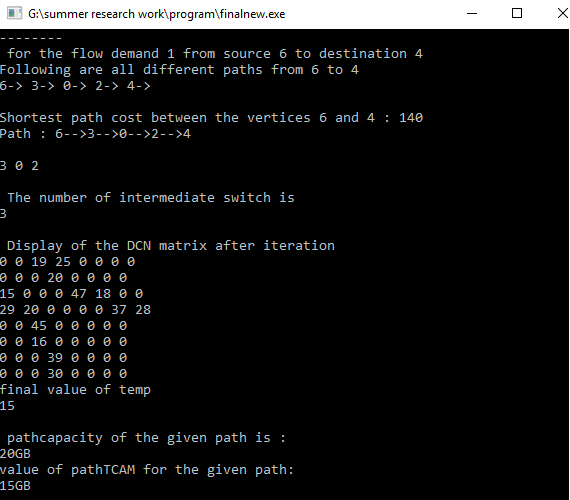 G:\summer research work\program\finalnew.exe
--------
for the flow demand 1 from source 6 to destination 4
Following are all different paths from 6 to 4
6-> 3-> 0-> 2-> 4->
Shortest path cost between the vertices 6 and 4 : 140
Path : 6-->3-->0-->2-->4
3 0 2
The number of intermediate switch is
3
Display of the DCN matrix after iteration
0 0 19 25 0 0 0 0
0 0 0 20 0 0 0 0
15 0 0 0 47 18 0 0
29 20 0 0 0 0 37 28
0 0 45 0 0 0 0 0
0 0 16 0 0 0 0 0
0 0 0 39 0 0 0 0
0 0 0 30 0 0 0 0
final value of temp
15
pathcapacity of the given path is :
20GB
value of pathTCAM for the given path:
15GB